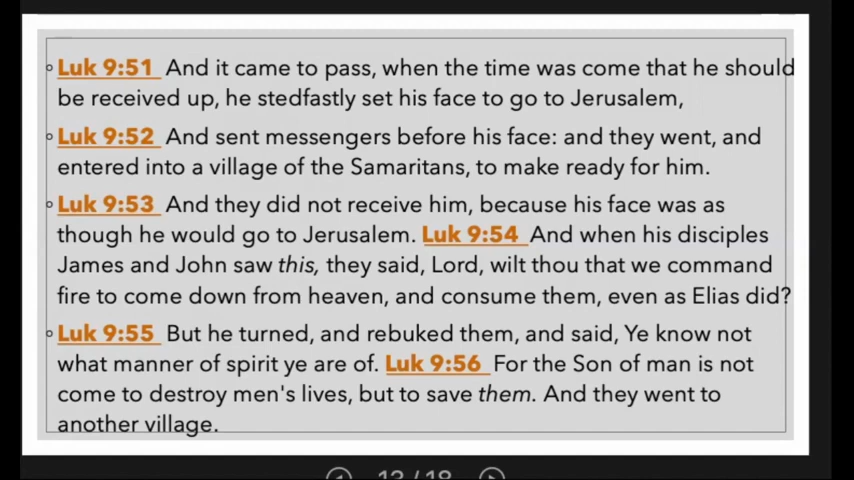 Luk 9:51 And it came to pass, when the time was come that he should
be received up, he stedfastly set his face to go to Jerusalem,
Luk 9:52 And sent messengers before his face: and they went, and
entered into a village of the Samaritans, to make ready for him.
Luk 9:53 And they did not receive him, because his face was as
though he would go to Jerusalem. Luk 9:54 And when his disciples
James and John saw this, they said, Lord, wilt thou that we command
fire to come down from heaven, and consume them, even as Elias did?
Luk 9:55 But he turned, and rebuked them, and said, Ye know not
what manner of spirit ye are of. Luk 9:56 For the Son of man is not
come to destroy men's lives, but to save them. And they went to
another village.
13 / 18